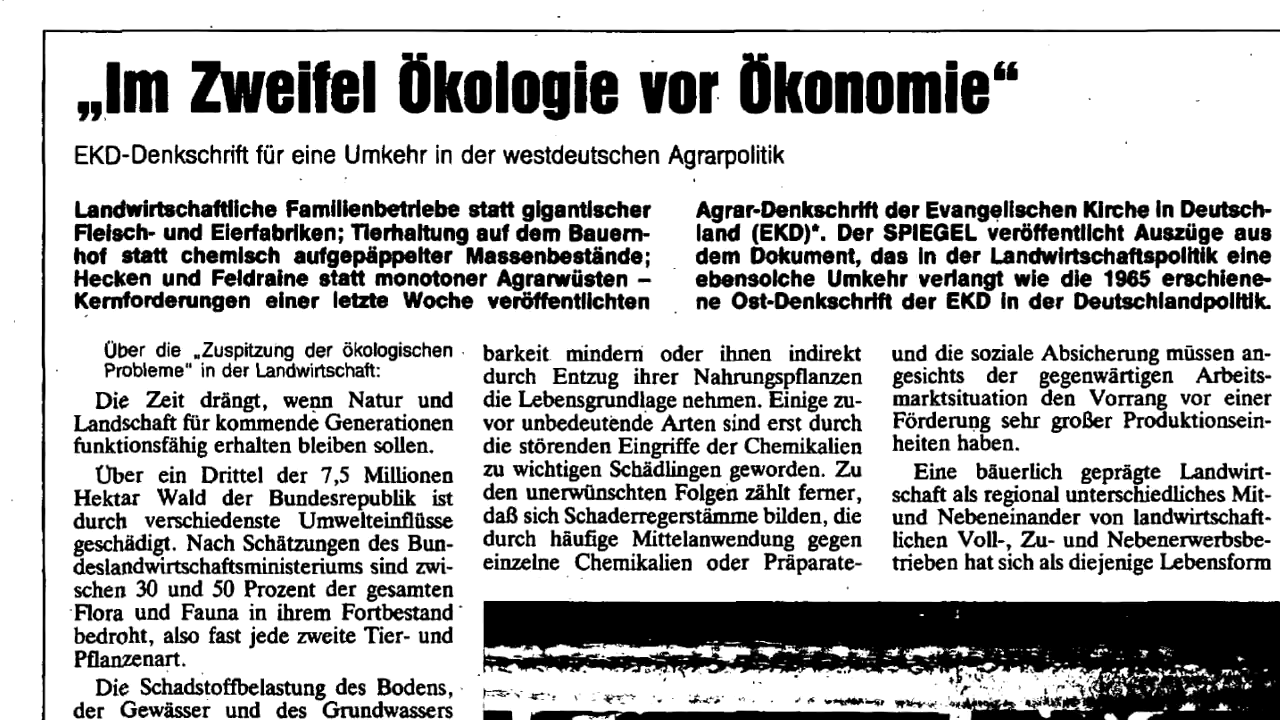 „Im Zweifel Ökologie vor Ökonomie“
EKD-Denkschrift für eine Umkehr in der westdeutschen Agrarpolitik
Landwirtschaftliche Familienbetriebe statt gigantischer
Fleisch- und Eierfabriken; Tierhaltung auf dem Bauern-
hof statt chemisch aufgepäppelter Massenbestände;
Hecken und Feldraine statt monotoner Agrarwüsten –
Kernforderungen einer letzte Woche veröffentlichten
Agrar-Denkschrift der Evangelischen Kirche in Deutsch-
land (EKD)*. Der SPIEGEL veröffentlicht Auszüge aus
dem Dokument, das in der Landwirtschaftspolitik eine
ebensolche Umkehr verlangt wie die 1965 erschiene-
ne Ost-Denkschrift der EKD in der Deutschlandpolitik.
Über die „Zuspitzung der ökologischen
Probleme“ in der Landwirtschaft:
Die Zeit drängt, wenn Natur und
Landschaft für kommende Generationen
funktionsfähig erhalten bleiben sollen.
Über ein Drittel der 7,5 Millionen
Hektar Wald der Bundesrepublik ist
durch verschiedenste Umwelteinflüsse
geschädigt. Nach Schätzungen des Bun-
deslandwirtschaftsministeriums sind zwi-
schen 30 und 50 Prozent der gesamten
Flora und Fauna in ihrem Fortbestand
bedroht, also fast jede zweite Tier- und
Pflanzenart.
Die Schadstoffbelastung des Bodens,
der Gewässer und des Grundwassers
barkeit mindern oder ihnen indirekt
durch Entzug ihrer Nahrungspflanzen
die Lebensgrundlage nehmen. Einige zu-
vor unbedeutende Arten sind erst durch
die störenden Eingriffe der Chemikalien
zu wichtigen Schädlingen geworden. Zu
den unerwünschten Folgen zählt ferner,
daß sich Schaderregerstämme bilden, die
durch häufige Mittelanwendung gegen
einzelne Chemikalien oder Präparate-
und die soziale Absicherung müssen an-
gesichts der gegenwärtigen Arbeits-
marktsituation den Vorrang vor einer
Förderung sehr großer Produktionsein-
heiten haben.
Eine bäuerlich geprägte Landwirt-
schaft als regional unterschiedliches Mit-
und Nebeneinander von landwirtschaft-
lichen Voll-, Zu- und Nebenerwerbsbe-
trieben hat sich als diejenige Lebensform